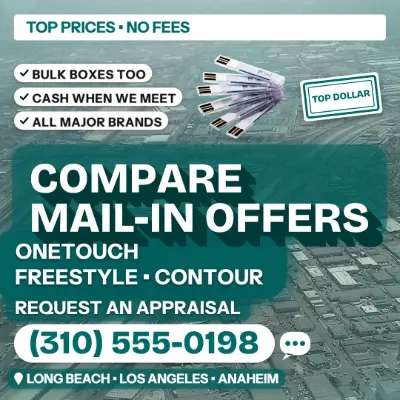 TOP PRICES ▪ NO FEES
✓ BULK BOXES TOO
✓ CASH WHEN WE MEET
✓ ALL MAJOR BRANDS
TOP DOLLAR
COMPARE
MAIL-IN OFFERS
ONETOUCH
FREESTYLE ▪ CONTOUR
REQUEST AN APPRAISAL
(310) 555-0198
LONG BEACH ▪ LOS ANGELES ▪ ANAHEIM